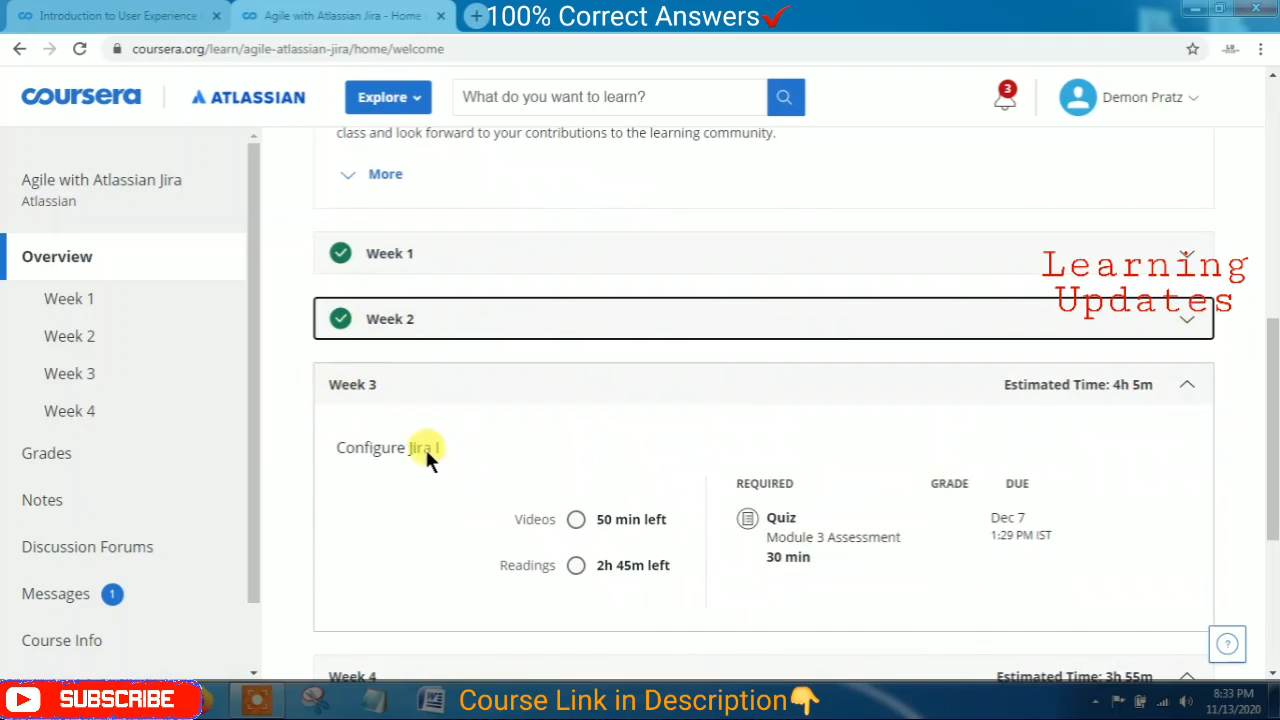 Introduction to User Experience
Agile with Atlassian Jira - Home
100% Correct Answers
coursera.org/learn/agile-atlassian-jira/home/welcome
coursera
ATLASSIAN
Explore
What do you want to learn?
3
Demon Pratz
class and look forward to your contributions to the learning community.
More
Agile with Atlassian Jira
Atlassian
Overview
Week 1
Week 2
Week 3
Week 4
Grades
Notes
Discussion Forums
Messages 1
Course Info
Week 1
Learning
Updates
Week 2
Week 3
Estimated Time: 4h 5m
Configure Jira I
Videos 50 min left
Readings 2h 45m left
REQUIRED GRADE DUE
Quiz
Module 3 Assessment
30 min
Dec 7
1:29 PM IST
Week 4
Estimated Time: 3h 55m
?
SUBSCRIBE
Course Link in Description
8:33 PM
11/13/2020